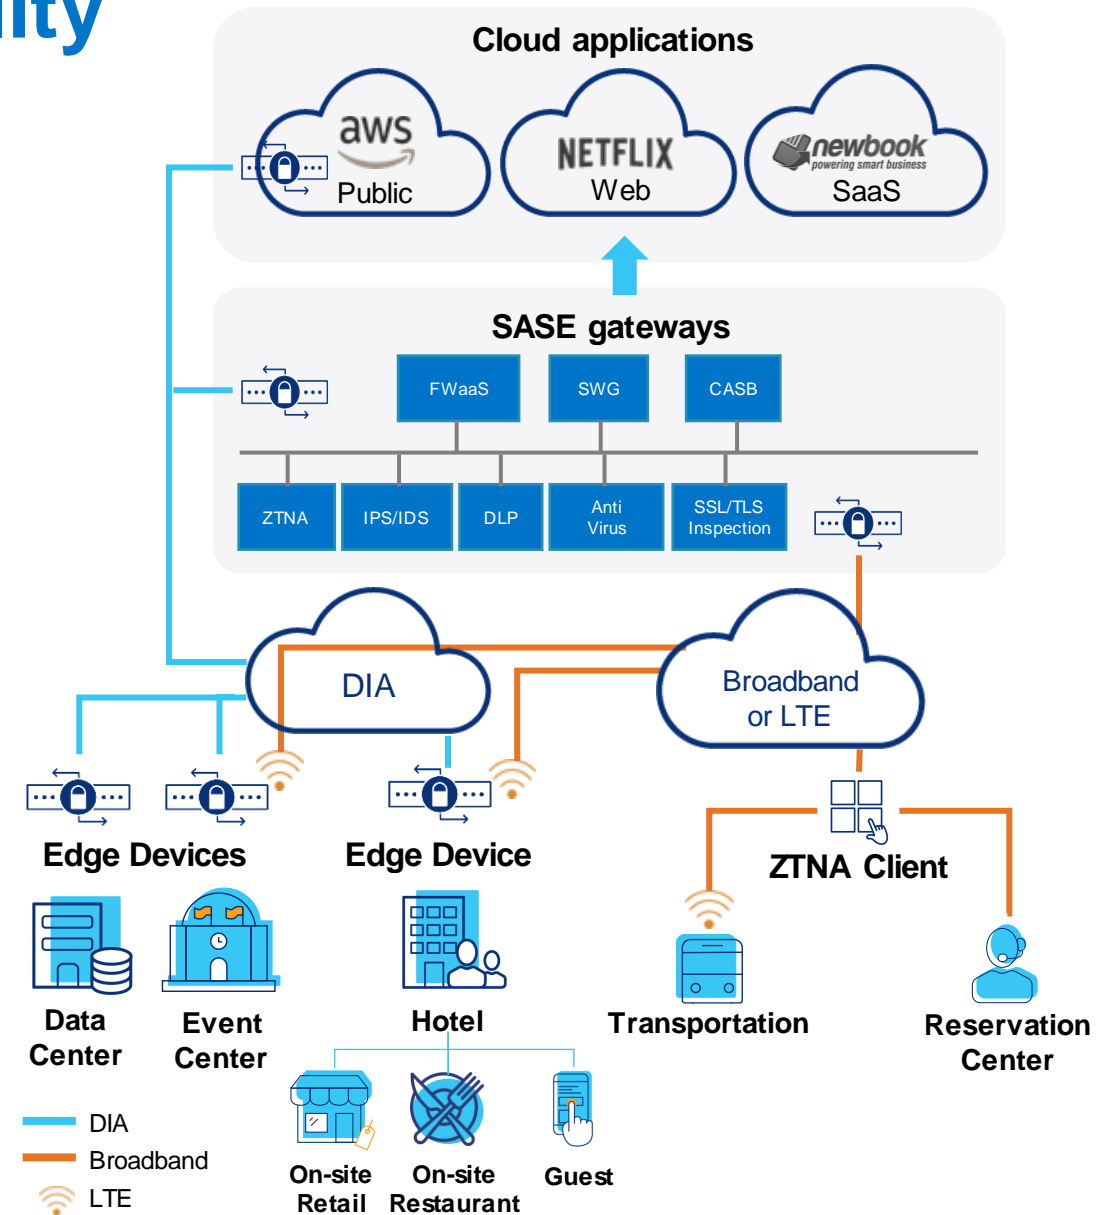 Cloud applications
aws
Public
NETFLIX
Web
newbook
powering smart business
SaaS
SASE gateways
FWaaS
SWG
CASB
ZTNA
IPS/IDS
DLP
Anti
Virus
SSL/TLS
Inspection
DIA
Broadband
or LTE
Edge Devices
Edge Device
ZTNA Client
Data
Center
Event
Center
Hotel
Transportation
Reservation
Center
On-site
Retail
On-site
Restaurant
Guest
DIA
Broadband
LTE